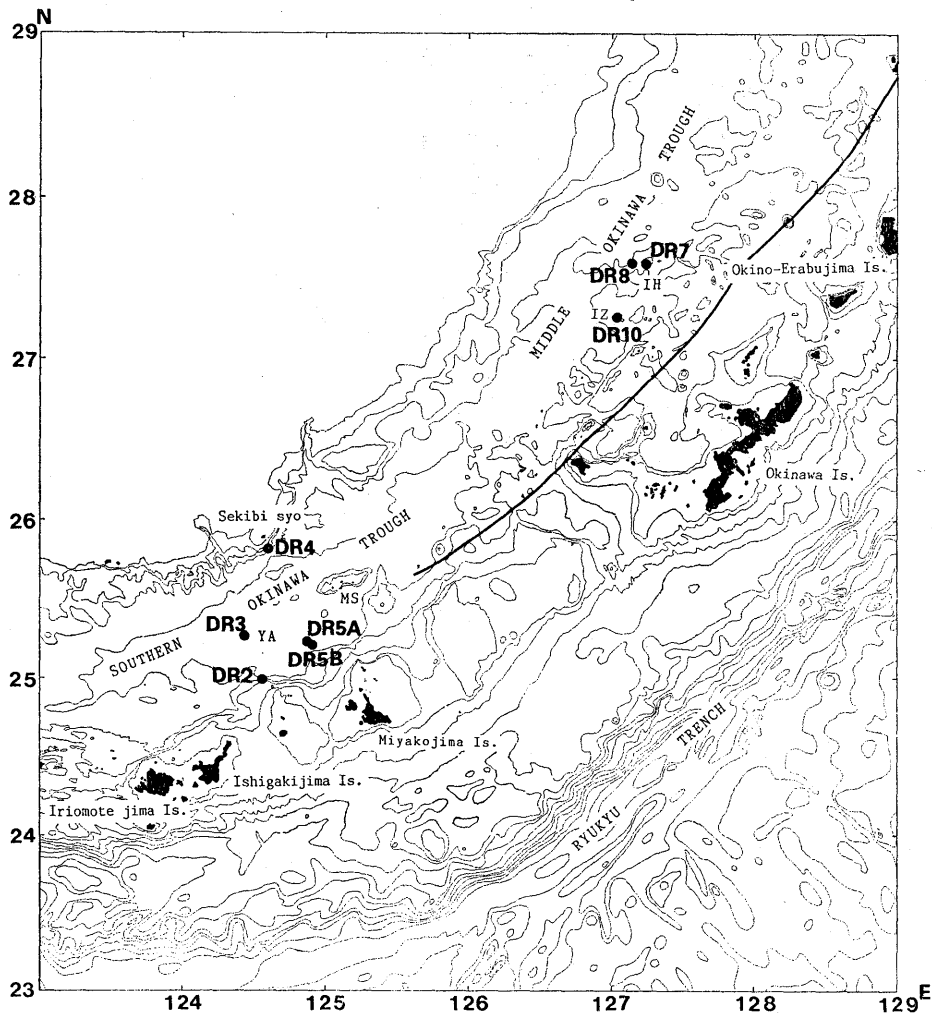 N
29
28
27
26
25
24
23
124
125
126
127
128
129
E
MIDDLE OKINAWA TROUGH
DR7
DR8
IH
IZ
DR10
Okino-Erabujima Is.
Okinawa Is.
Sekibi syo
DR4
SOUTHERN OKINAWA TROUGH
MS
DR3
YA
DR5A
DR5B
DR2
Miyakojima Is.
Ishigakijima Is.
Iriomote jima Is.
RYUKYU TRENCH